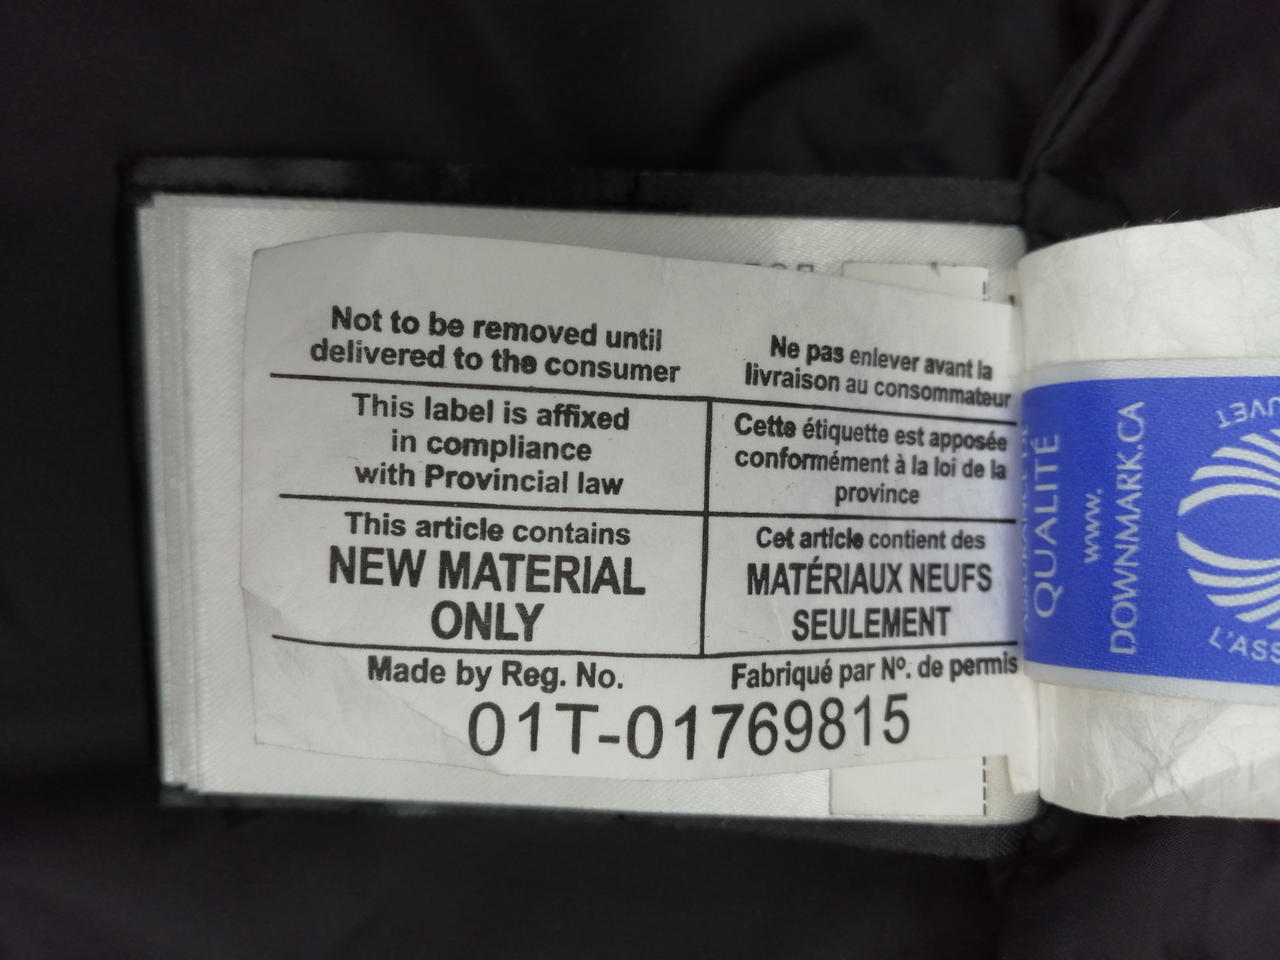 Not to be removed until
delivered to the consumer
Ne pas enlever avant la
livraison au consommateur
This label is affixed
in compliance
with Provincial law
Cette étiquette est apposée
conformément à la loi de la
province
This article contains
NEW MATERIAL
ONLY
Cet article contient des
MATÉRIAUX NEUFS
SEULEMENT
Made by Reg. No.
Fabriqué par Nº. de permis
01T-01769815
QUALITÉ
www.
DOWNMARK.CA
L'ASS